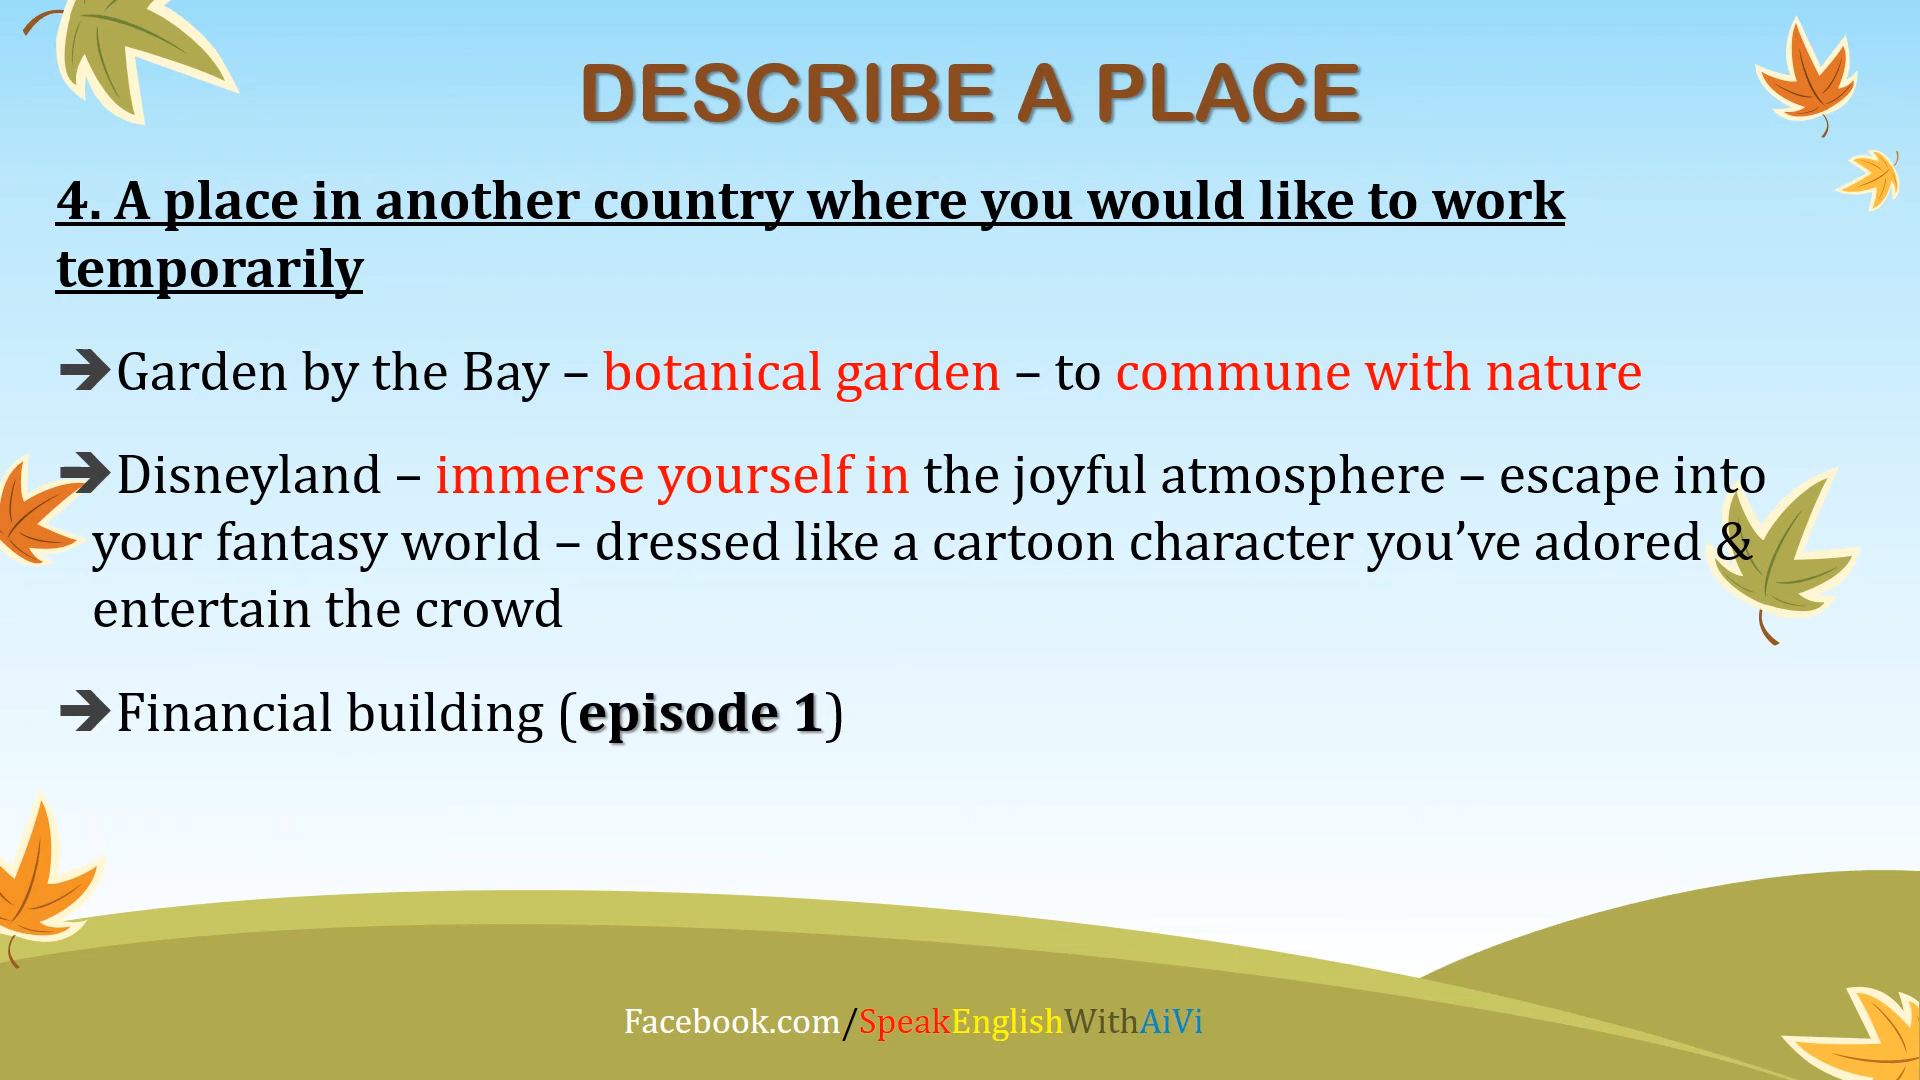 DESCRIBE A PLACE
4. A place in another country where you would like to work
temporarily
➔Garden by the Bay – botanical garden – to commune with nature
➔Disneyland – immerse yourself in the joyful atmosphere – escape into
your fantasy world – dressed like a cartoon character you’ve adored &
entertain the crowd
➔Financial building (episode 1)
Facebook.com/SpeakEnglishWithAiVi